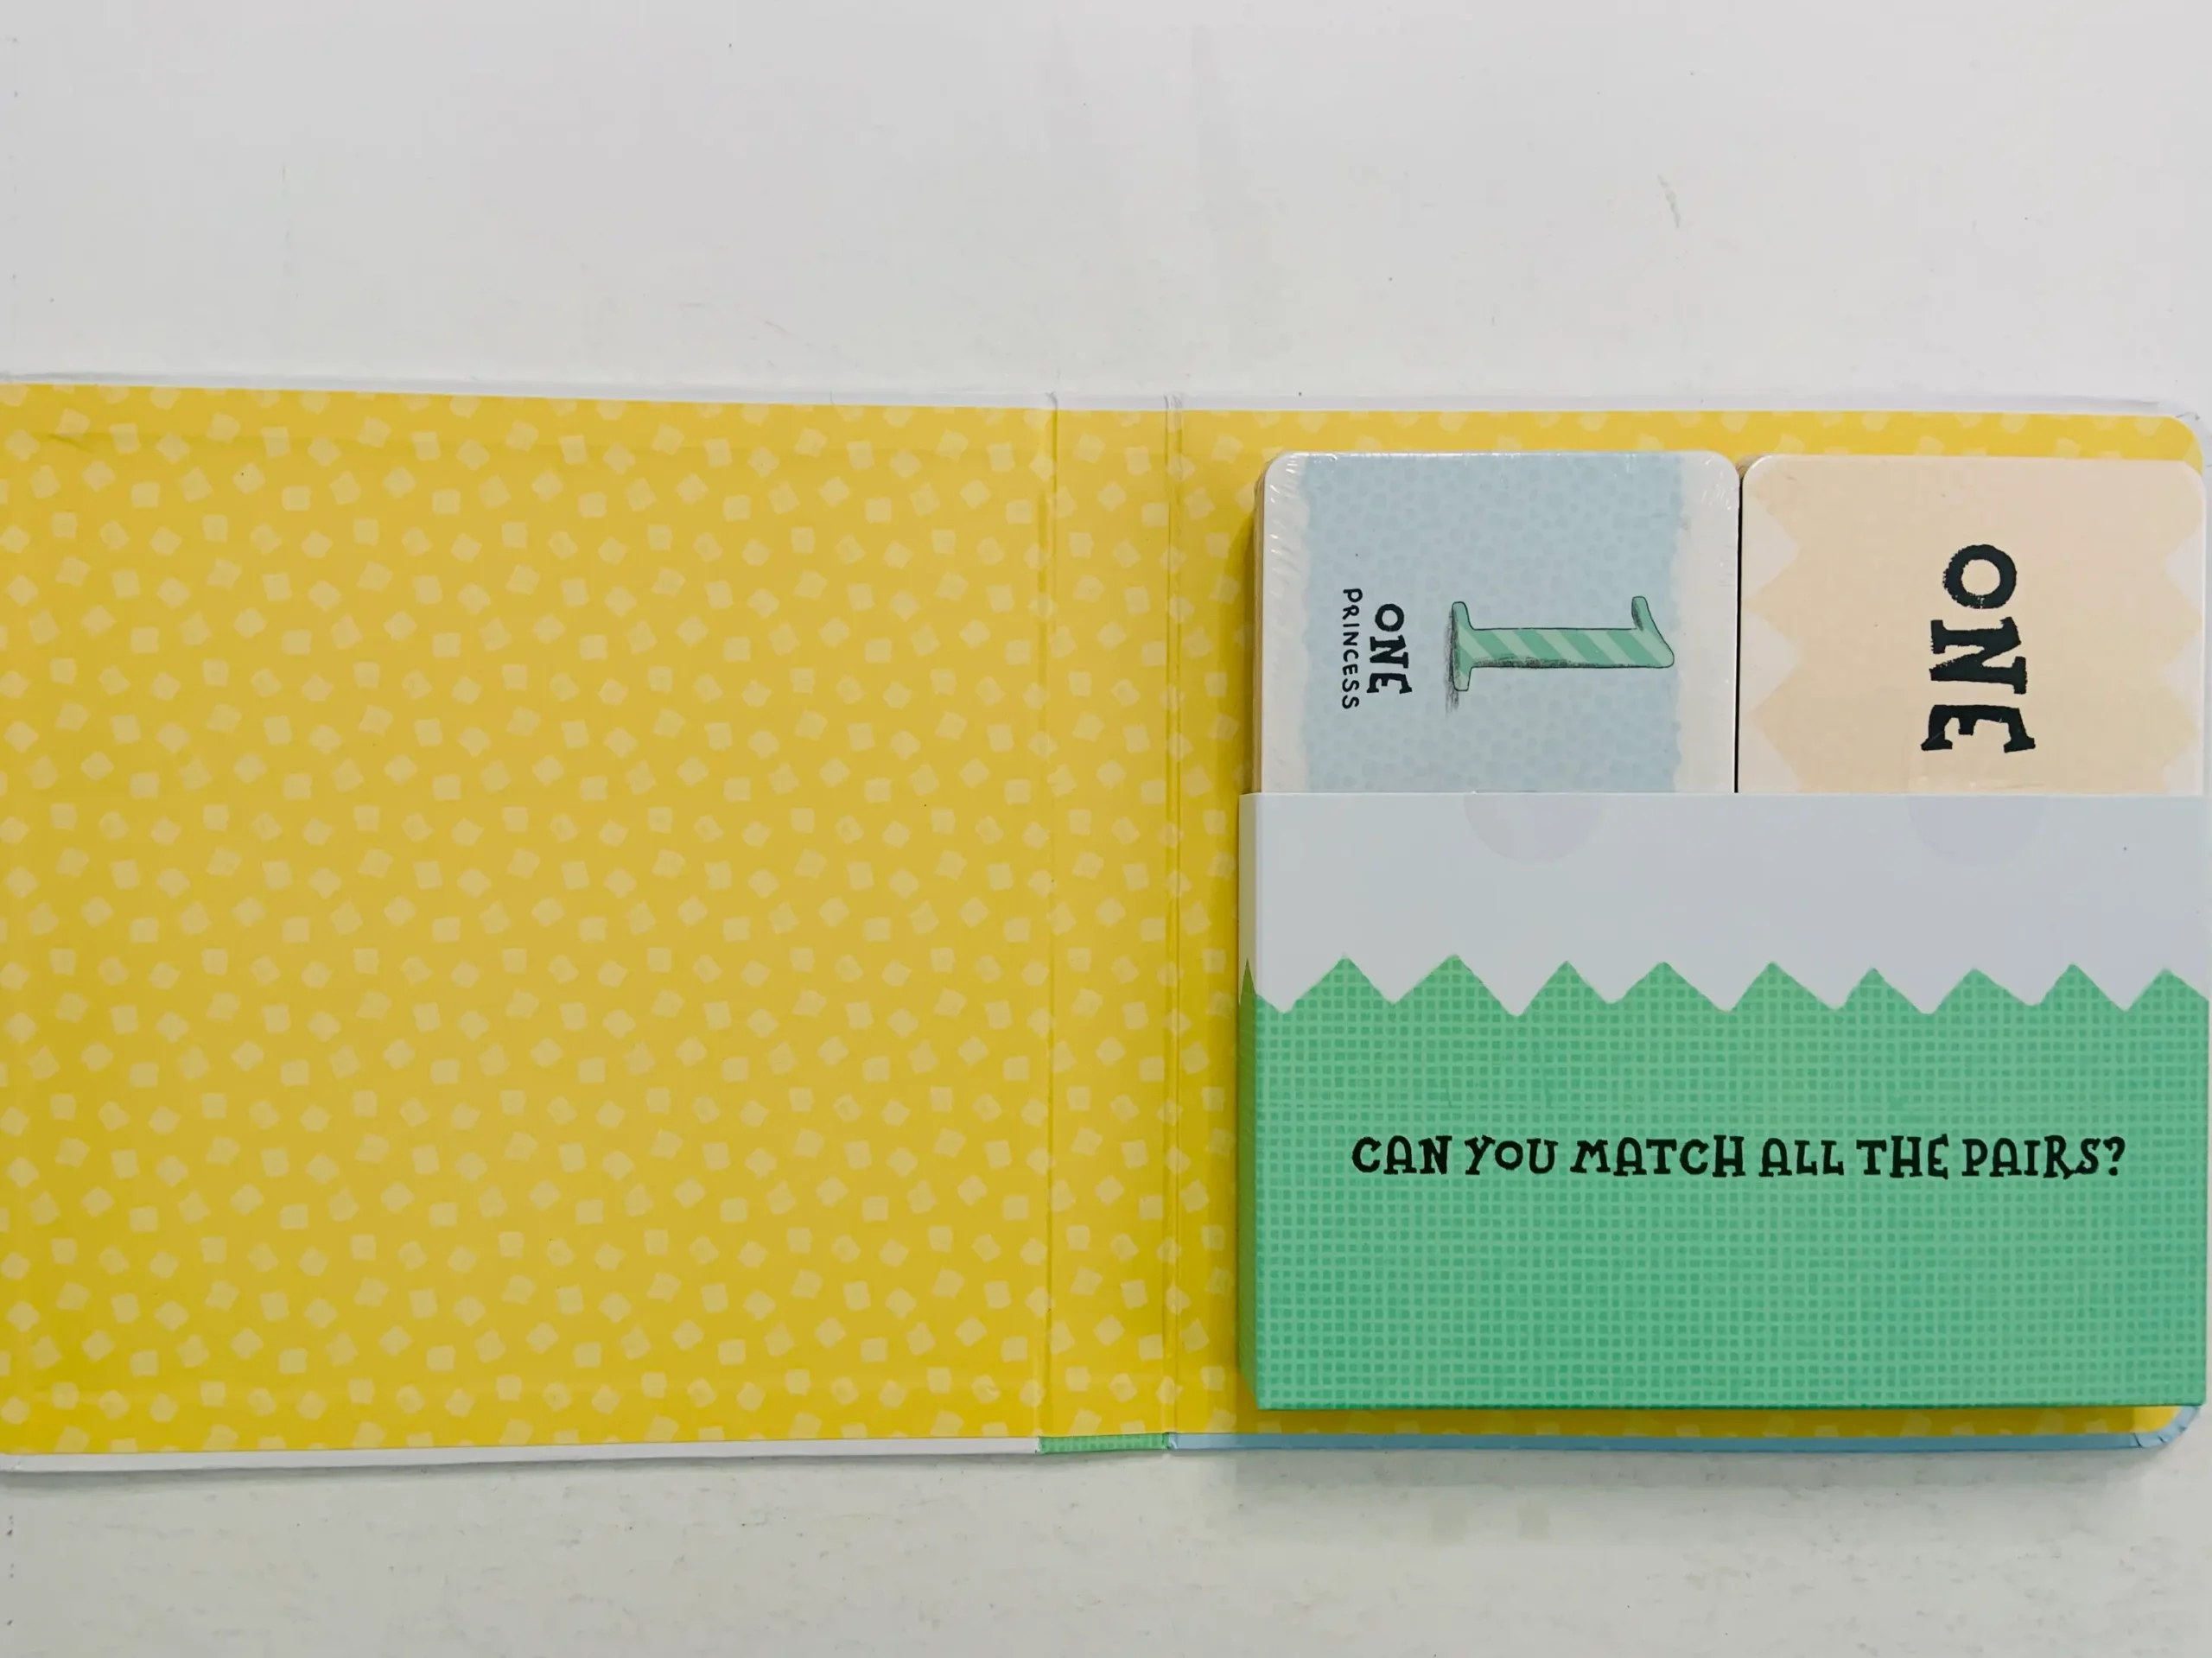 1
ONE
PRINCESS
ONE
CAN YOU MATCH ALL THE PAIRS?